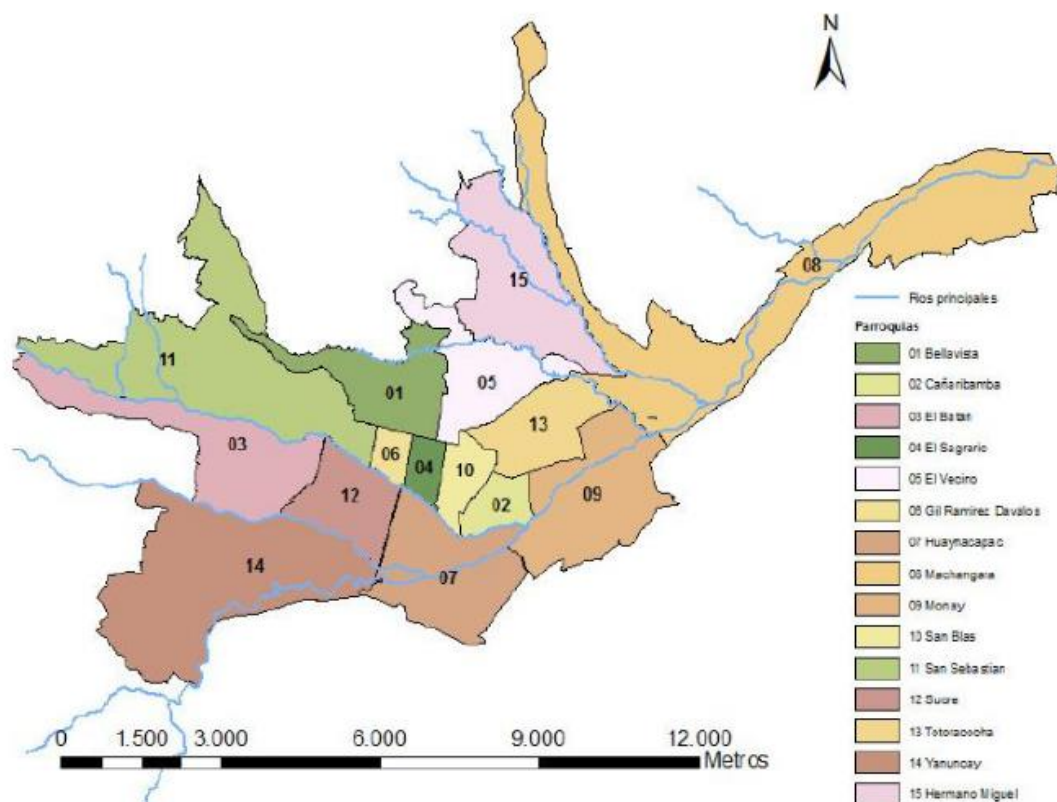 N
15
08
11
01
05
03
06
04
10
13
12
02
09
14
07
Rios principales
Parroquias
01 Bellavista
02 Cañaribamba
03 El Batan
04 El Sagrario
05 El Vecino
06 Gil Ramirez Davalos
07 Huaynacapac
08 Machangara
09 Monay
10 San Blas
11 San Sebastian
12 Sucre
13 Totoracocha
14 Yanuncay
15 Hermano Miguel
0 1.500 3.000 6.000 9.000 12.000
Metros